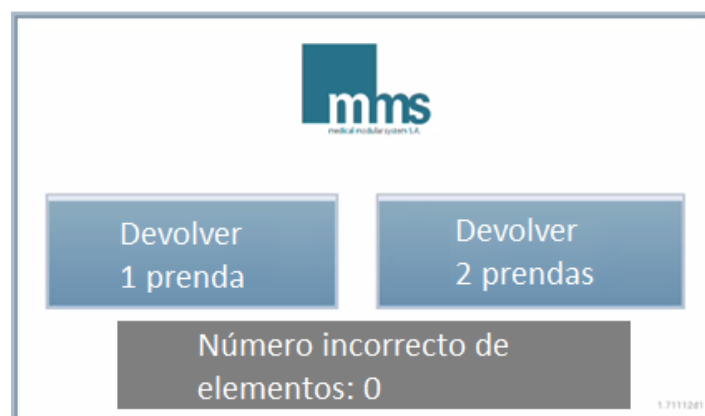 mms
medical modular system S.A.
Devolver
1 prenda
Devolver
2 prendas
Número incorrecto de
elementos: 0